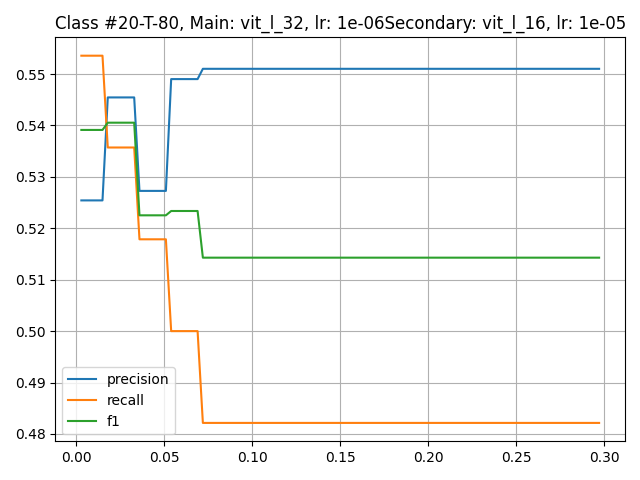 Class #20-T-80, Main: vit_l_32, lr: 1e-06Secondary: vit_l_16, lr: 1e-05
0.55
0.54
0.53
0.52
0.51
0.50
0.49
0.48
precision
recall
f1
0.00 0.05 0.10 0.15 0.20 0.25 0.30